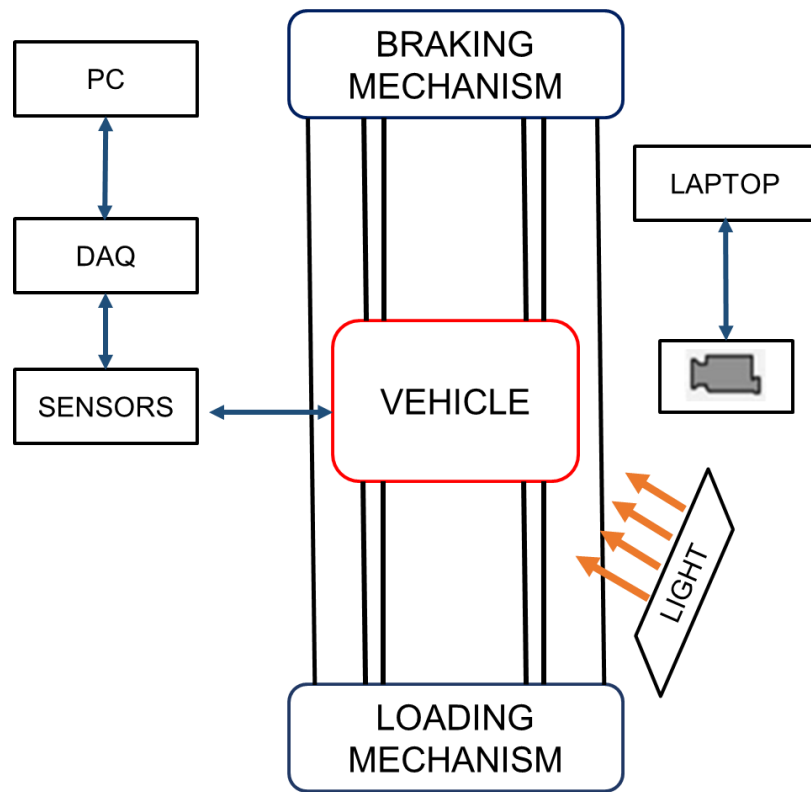 BRAKING
MECHANISM
PC
LAPTOP
DAQ
SENSORS
VEHICLE
LIGHT
LOADING
MECHANISM